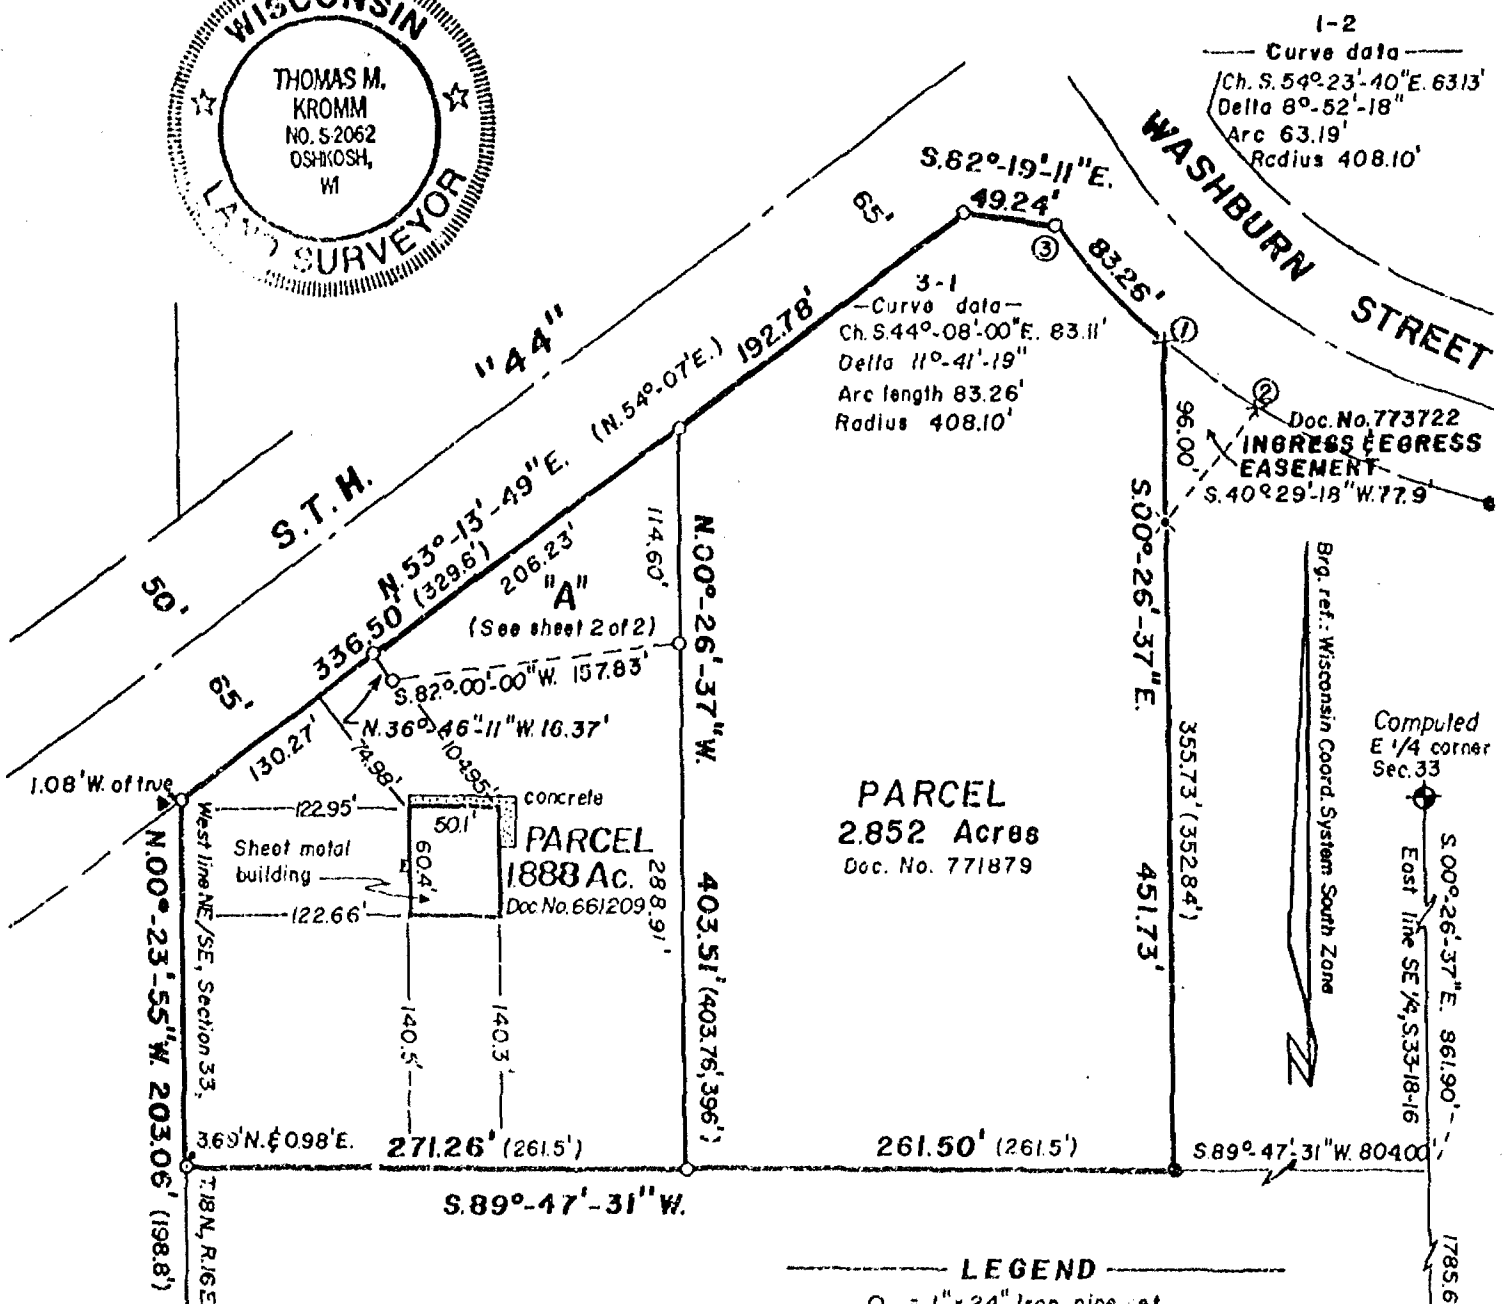 WISCONSIN
THOMAS M.
KROMM
NO. S-2062
OSHKOSH,
WI
LAND SURVEYOR
1-2
Curve data
Ch. S. 54°-23'-40"E. 63.13'
Delta 8°-52'-18"
Arc 63.19'
Radius 408.10'
WASHBURN STREET
S.82°-19'-11"E.
49.24'
65'
3
83.26'
1
2
3-1
Curve data
Ch. S.44°-08'-00"E. 83.11'
Delta 11°-41'-19"
Arc length 83.26'
Radius 408.10'
192.78'
(N.54°-07'E.)
S.T.H. "44"
50'
65'
N.53°-13'-49"E.
336.50' (329.6')
206.23'
130.27'
"A"
(See sheet 2 of 2)
S.82°-00'-00"W. 157.83'
N.36°-46"-11"W. 16.37'
114.60'
N.00°-26'-37"W.
96.00'
Doc. No. 773722
INGRESS & EGRESS
EASEMENT
S.40°29'-18"W. 77.9'
S.00°-26'-37"E.
355.73' (352.84')
451.73'
Brg. ref.: Wisconsin Coord. System South Zone
N
Computed
E 1/4 corner
Sec. 33
S.00°-26'-37"E. 861.90'
East line SE 1/4, S.33-18-16
1785.6
1.08' W. of true
74.98'
104.95'
122.95'
concrete
50.1'
60.4'
Sheet metal
building
122.66'
PARCEL
1.888 Ac.
Doc No. 661209
288.91'
403.51' (403.76', 396')
PARCEL
2.852 Acres
Doc. No. 771879
West line NE/SE, Section 33,
T.18N., R.16E
N.00°-23'-55"W. 203.06' (198.8')
140.5'
140.3'
3.69'N. & 0.98'E.
271.26' (261.5')
261.50' (261.5')
S.89°-47'-31"W. 804.00'
S.89°-47'-31"W.
LEGEND